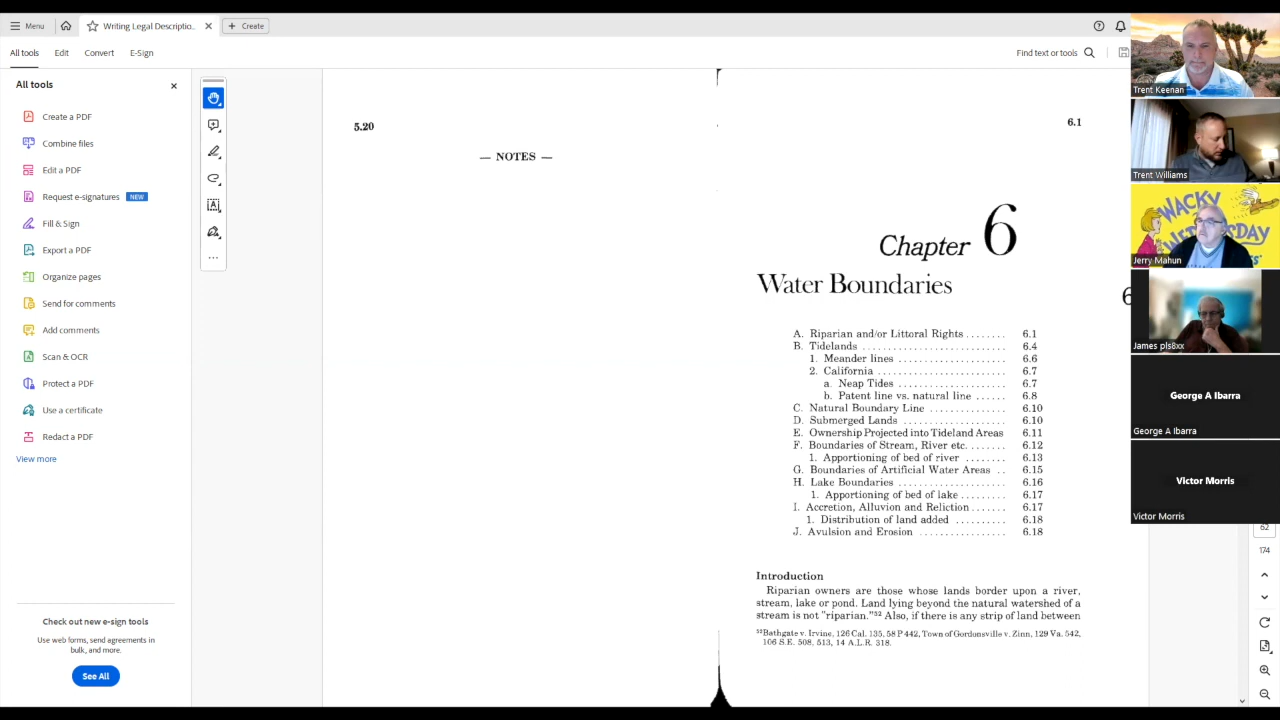 Menu
Writing Legal Descriptio...
Create
All tools
Edit
Convert
E-Sign
Find text or tools
All tools
Create a PDF
Combine files
Edit a PDF
Request e-signatures NEW
Fill & Sign
Export a PDF
Organize pages
Send for comments
Add comments
Scan & OCR
Protect a PDF
Use a certificate
Redact a PDF
View more
Check out new e-sign tools
Use web forms, send agreements in
bulk, and more.
See All
5.20
— NOTES —
6.1
Chapter 6
Water Boundaries
A. Riparian and/or Littoral Rights ....... 6.1
B. Tidelands .......................... 6.4
1. Meander lines .................... 6.6
2. California ........................ 6.7
a. Neap Tides ..................... 6.7
b. Patent line vs. natural line ...... 6.8
C. Natural Boundary Line .............. 6.10
D. Submerged Lands ................... 6.10
E. Ownership Projected into Tideland Areas 6.11
F. Boundaries of Stream, River etc. ....... 6.12
1. Apportioning of bed of river ........ 6.13
G. Boundaries of Artificial Water Areas .. 6.15
H. Lake Boundaries .................... 6.16
1. Apportioning of bed of lake ......... 6.17
I. Accretion, Alluvion and Reliction ....... 6.17
1. Distribution of land added .......... 6.18
J. Avulsion and Erosion ................. 6.18
Introduction
Riparian owners are those whose lands border upon a river,
stream, lake or pond. Land lying beyond the natural watershed of a
stream is not "riparian."52 Also, if there is any strip of land between
52Bathgate v. Irvine, 126 Cal. 135, 58 P 442, Town of Gordonsville v. Zinn, 129 Va. 542,
106 S.E. 508, 513, 14 A.L.R. 318.
6
Trent Keenan
Trent Williams
WACKY
WEDNESDAY
Jerry Mahun
James pls8xx
George A Ibarra
George A Ibarra
Victor Morris
Victor Morris
62
174